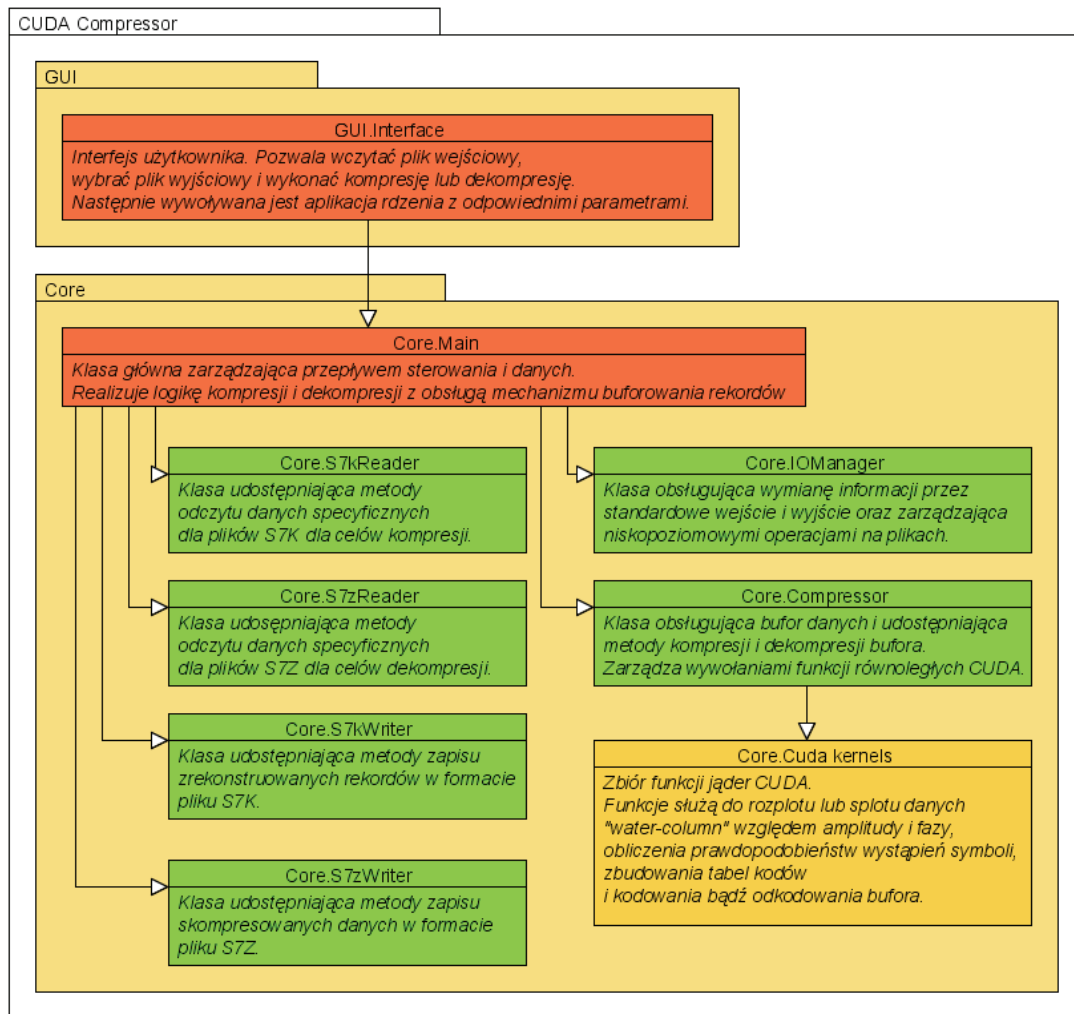 CUDA Compressor
GUI
GUI.Interface
Interfejs użytkownika. Pozwala wczytać plik wejściowy,
wybrać plik wyjściowy i wykonać kompresję lub dekompresję.
Następnie wywoływana jest aplikacja rdzenia z odpowiednimi parametrami.
Core
Core.Main
Klasa główna zarządzająca przepływem sterowania i danych.
Realizuje logikę kompresji i dekompresji z obsługą mechanizmu buforowania rekordów
Core.S7kReader
Klasa udostępniająca metody
odczytu danych specyficznych
dla plików S7K dla celów kompresji.
Core.S7zReader
Klasa udosępniająca metody
odczytu danych specyficznych
dla plików S7Z dla celów dekompresji.
Core.S7kWriter
Klasa udostępniająca metody zapisu
zrekonstruowanych rekordów w formacie
pliku S7K.
Core.S7zWriter
Klasa udostępniająca metody zapisu
skompresowanych danych w formacie
pliku S7Z.
Core.IOManager
Klasa obsługująca wymianę informacji przez
standardowe wejście i wyjście oraz zarządzająca
niskopoziomowymi operacjami na plikach.
Core.Compressor
Klasa obsługująca bufor danych i udostępniająca
metody kompresji i dekompresji bufora.
Zarządza wywołaniami funkcji równoległych CUDA.
Core.Cuda kernels
Zbiór funkcji jąder CUDA.
Funkcje służą do rozplotu lub splotu danych
"water-column" względem amplitudy i fazy,
obliczenia prawdopodobieństw wystąpień symboli,
zbudowania tabel kodów
i kodowania bądź odkodowania bufora.